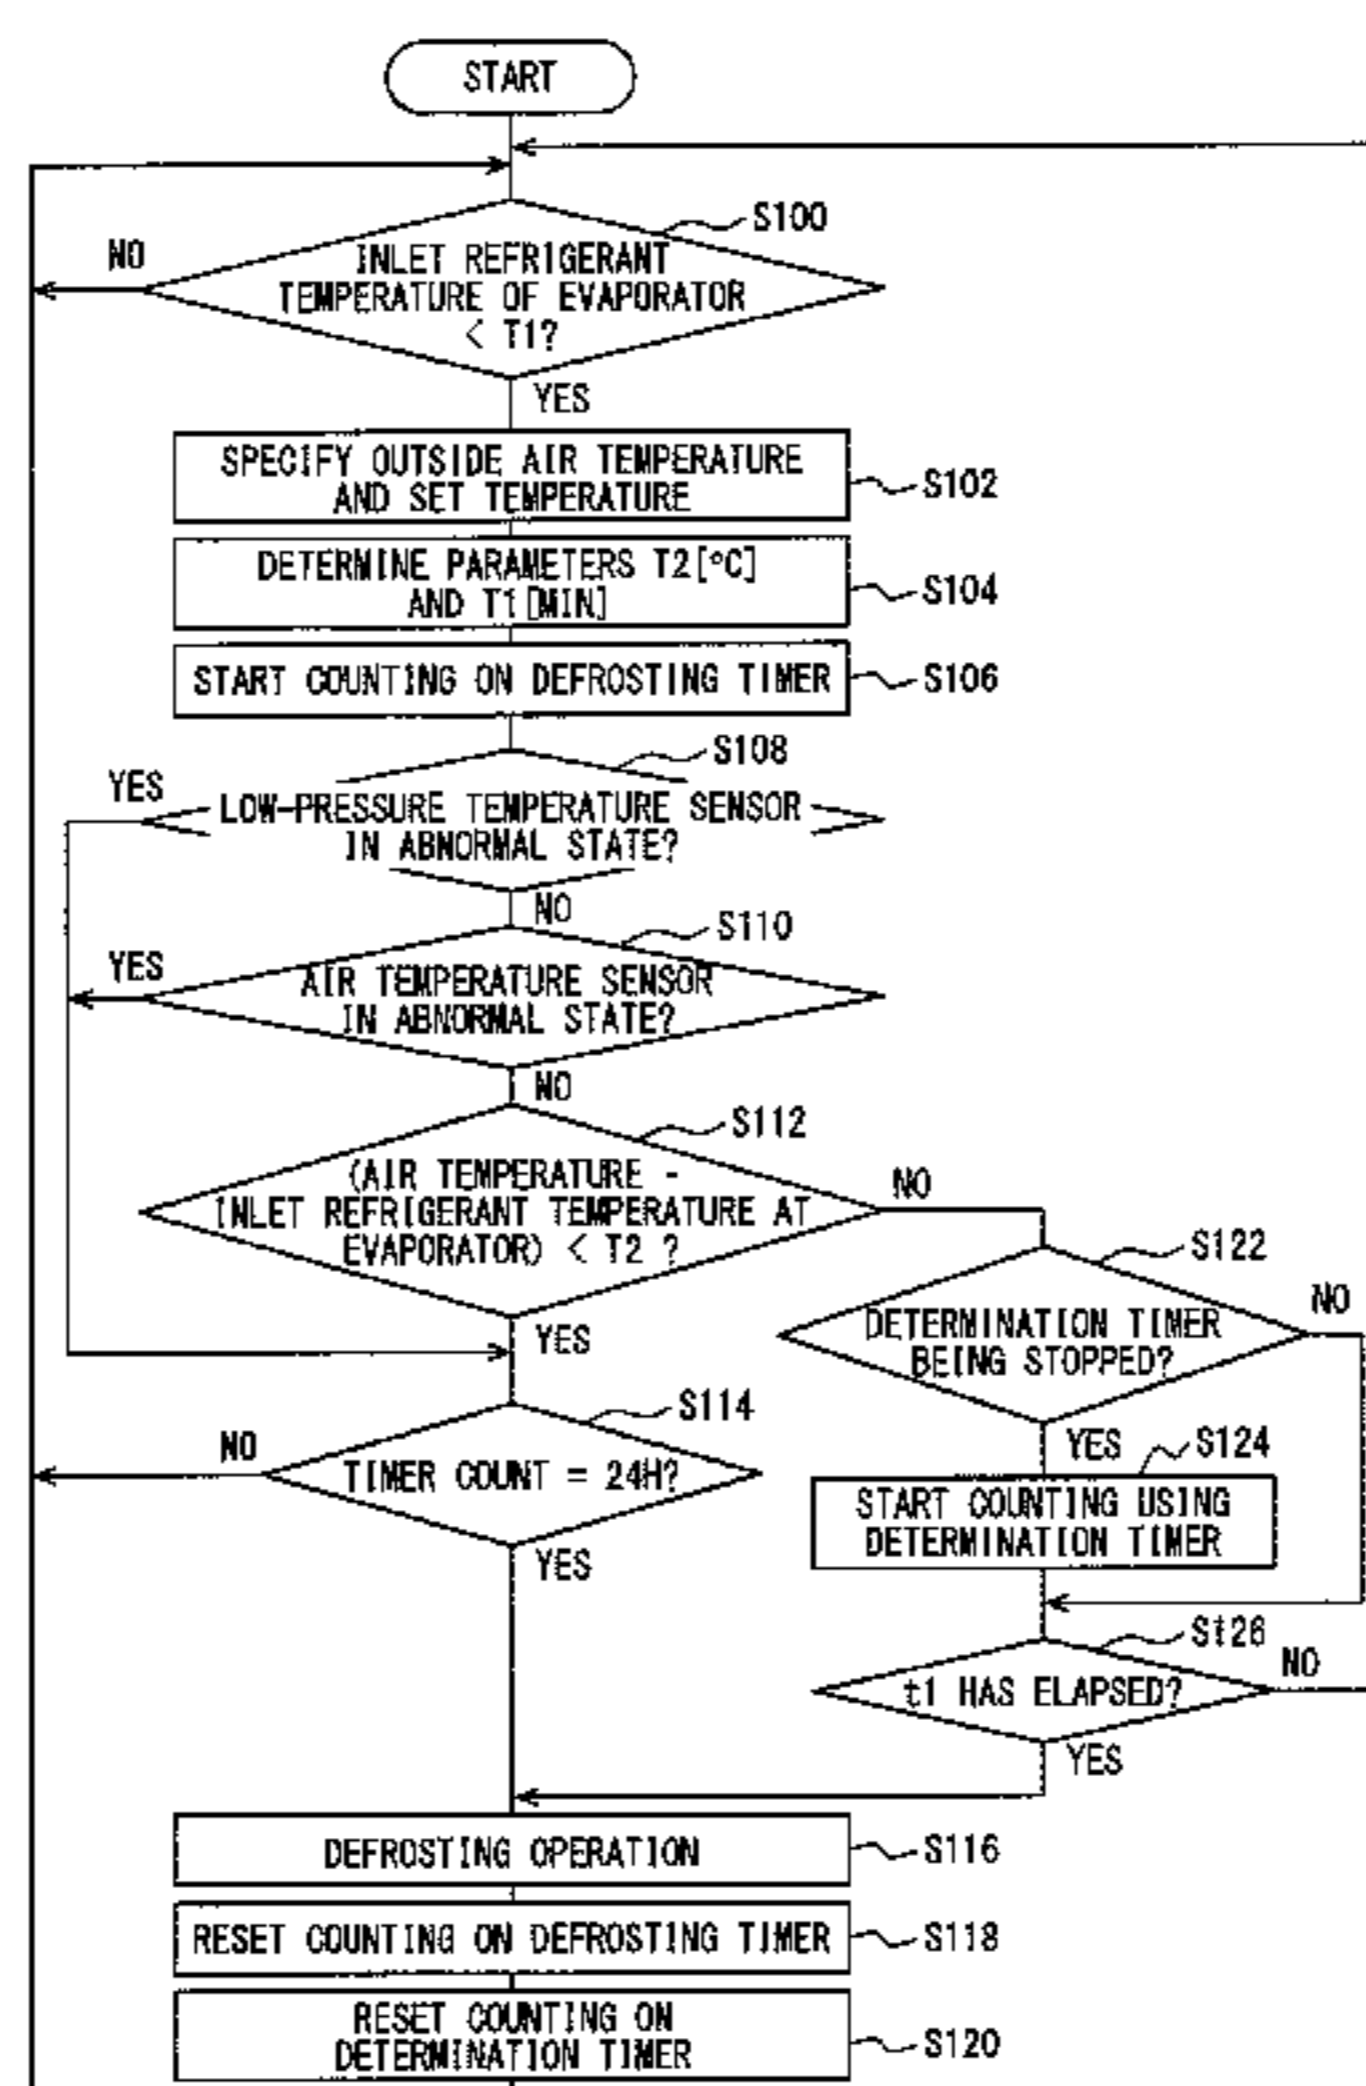 START
S100
NO
INLET REFRIGERANT
TEMPERATURE OF EVAPORATOR
< T1?
YES
SPECIFY OUTSIDE AIR TEMPERATURE
AND SET TEMPERATURE
S102
DETERMINE PARAMETERS T2[°C]
AND T1[MIN]
S104
START COUNTING ON DEFROSTING TIMER
S106
S108
YES
LOW-PRESSURE TEMPERATURE SENSOR
IN ABNORMAL STATE?
NO
S110
YES
AIR TEMPERATURE SENSOR
IN ABNORMAL STATE?
NO
S112
(AIR TEMPERATURE -
INLET REFRIGERANT TEMPERATURE AT
EVAPORATOR) < T2 ?
NO
YES
S122
NO
DETERMINATION TIMER
BEING STOPPED?
YES
S124
START COUNTING USING
DETERMINATION TIMER
S114
NO
TIMER COUNT = 24H?
YES
S126
NO
t1 HAS ELAPSED?
YES
DEFROSTING OPERATION
S116
RESET COUNTING ON DEFROSTING TIMER
S118
RESET COUNTING ON
DETERMINATION TIMER
S120